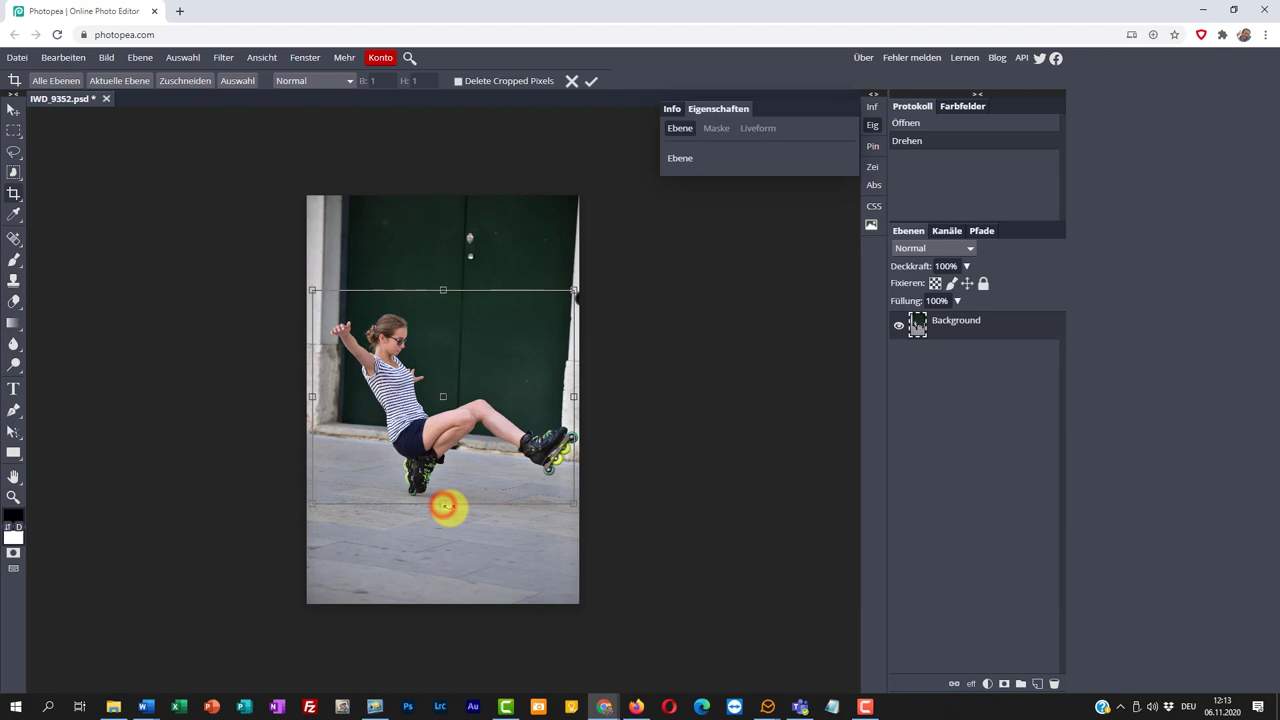 Photopea | Online Photo Editor
photopea.com
Datei Bearbeiten Bild Ebene Auswahl Filter Ansicht Fenster Mehr Konto
Über Fehler melden Lernen Blog API
Alle Ebenen Aktuelle Ebene Zuschneiden Auswahl Normal B: 1 H: 1 Delete Cropped Pixels
IWD_9352.psd *
Info Eigenschaften
Ebene Maske Liveform
Ebene
Inf
Eig
Pin
Zei
Abs
CSS
Protokoll Farbfelder
Öffnen
Drehen
Ebenen Kanäle Pfade
Normal
Deckkraft: 100%
Fixieren:
Füllung: 100%
Background
eff
D
12:13
DEU
06.11.2020